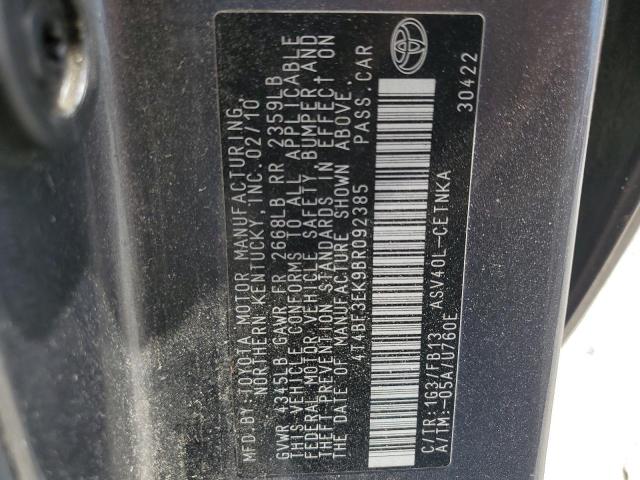 MFD BY: TOYOTA MOTOR MANUFACTURING,
NORTHERN KENTUCKY, INC. 02/10
GVWR 4345LB GAWR FR 2688LB RR 2359LB
THIS VEHICLE CONFORMS TO ALL APPLICABLE
FEDERAL MOTOR VEHICLE SAFETY, BUMPER, AND
THEFT PREVENTION STANDARDS IN EFFECT ON
THE DATE OF MANUFACTURE SHOWN ABOVE.
4T4BF3EK9BR092385 PASS.CAR
C/TR:1G3/FB13 ASV40L-CETNKA
A/TM:-05A/U760E 30422